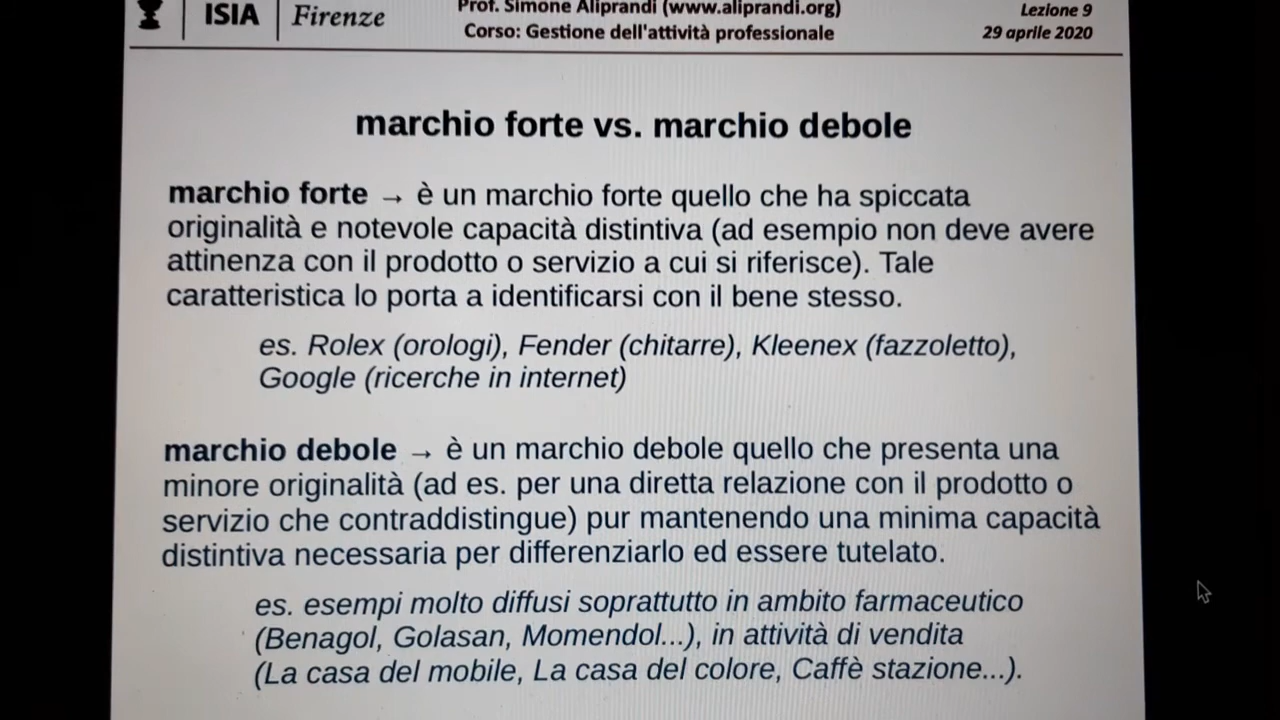 ISIA Firenze
Prof. Simone Aliprandi (www.aliprandi.org)
Corso: Gestione dell'attività professionale
Lezione 9
29 aprile 2020
marchio forte vs. marchio debole
marchio forte → è un marchio forte quello che ha spiccata
originalità e notevole capacità distintiva (ad esempio non deve avere
attinenza con il prodotto o servizio a cui si riferisce). Tale
caratteristica lo porta a identificarsi con il bene stesso.
es. Rolex (orologi), Fender (chitarre), Kleenex (fazzoletto),
Google (ricerche in internet)
marchio debole → è un marchio debole quello che presenta una
minore originalità (ad es. per una diretta relazione con il prodotto o
servizio che contraddistingue) pur mantenendo una minima capacità
distintiva necessaria per differenziarlo ed essere tutelato.
es. esempi molto diffusi soprattutto in ambito farmaceutico
(Benagol, Golasan, Momendol...), in attività di vendita
(La casa del mobile, La casa del colore, Caffè stazione...).